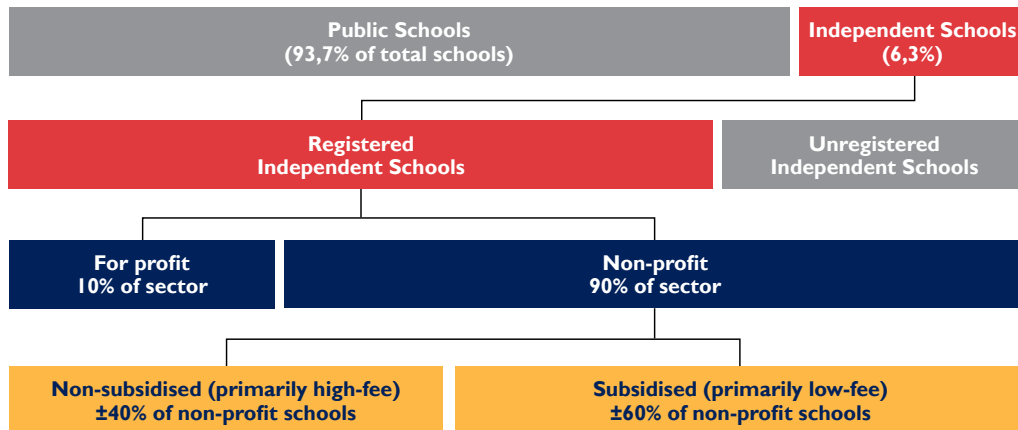 Public Schools
(93,7% of total schools)
Independent Schools
(6,3%)
Registered
Independent Schools
Unregistered
Independent Schools
For profit
10% of sector
Non-profit
90% of sector
Non-subsidised (primarily high-fee)
±40% of non-profit schools
Subsidised (primarily low-fee)
±60% of non-profit schools